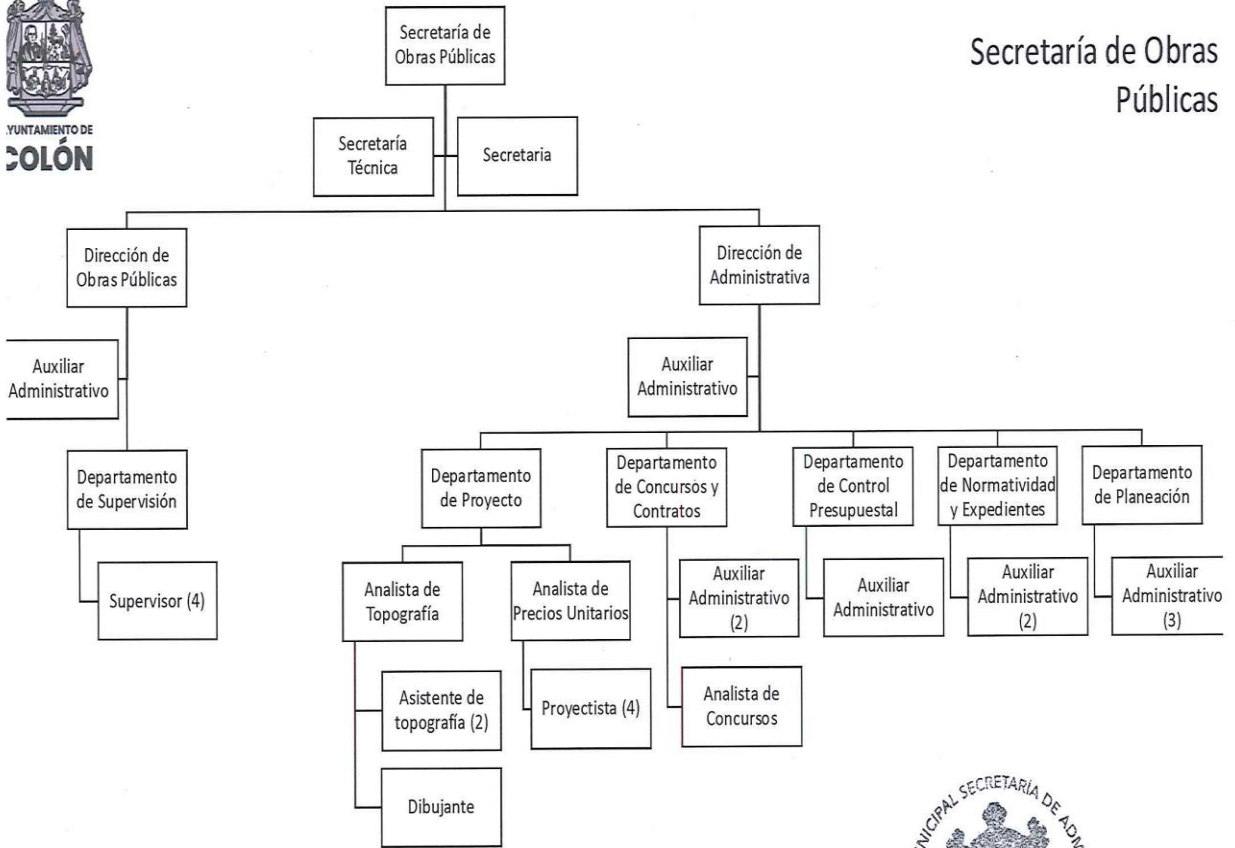 YUNTAMIENTO DE
COLÓN
Secretaría de Obras
Públicas
Secretaría de
Obras Públicas
Secretaría
Técnica
Secretaria
Dirección de
Obras Públicas
Dirección de
Administrativa
Auxiliar
Administrativo
Auxiliar
Administrativo
Departamento
de Supervisión
Departamento
de Proyecto
Departamento
de Concursos y
Contratos
Departamento
de Control
Presupuestal
Departamento
de Normatividad
y Expedientes
Departamento
de Planeación
Supervisor (4)
Analista de
Topografía
Analista de
Precios Unitarios
Auxiliar
Administrativo
(2)
Auxiliar
Administrativo
Auxiliar
Administrativo
(2)
Auxiliar
Administrativo
(3)
Asistente de
topografía (2)
Proyectista (4)
Analista de
Concursos
Dibujante
SECRETARÍA DE